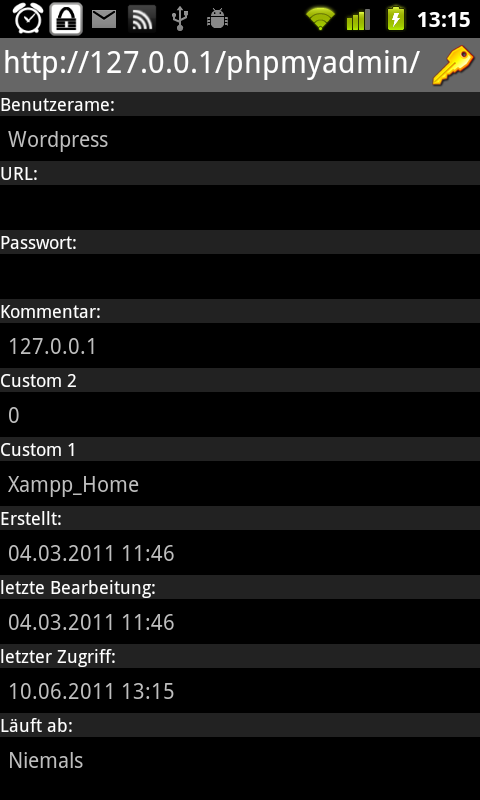 13:15
http://127.0.0.1/phpmyadmin/
Benutzerame:
Wordpress
URL:
Passwort:
Kommentar:
127.0.0.1
Custom 2
0
Custom 1
Xampp_Home
Erstellt:
04.03.2011 11:46
letzte Bearbeitung:
04.03.2011 11:46
letzter Zugriff:
10.06.2011 13:15
Läuft ab:
Niemals